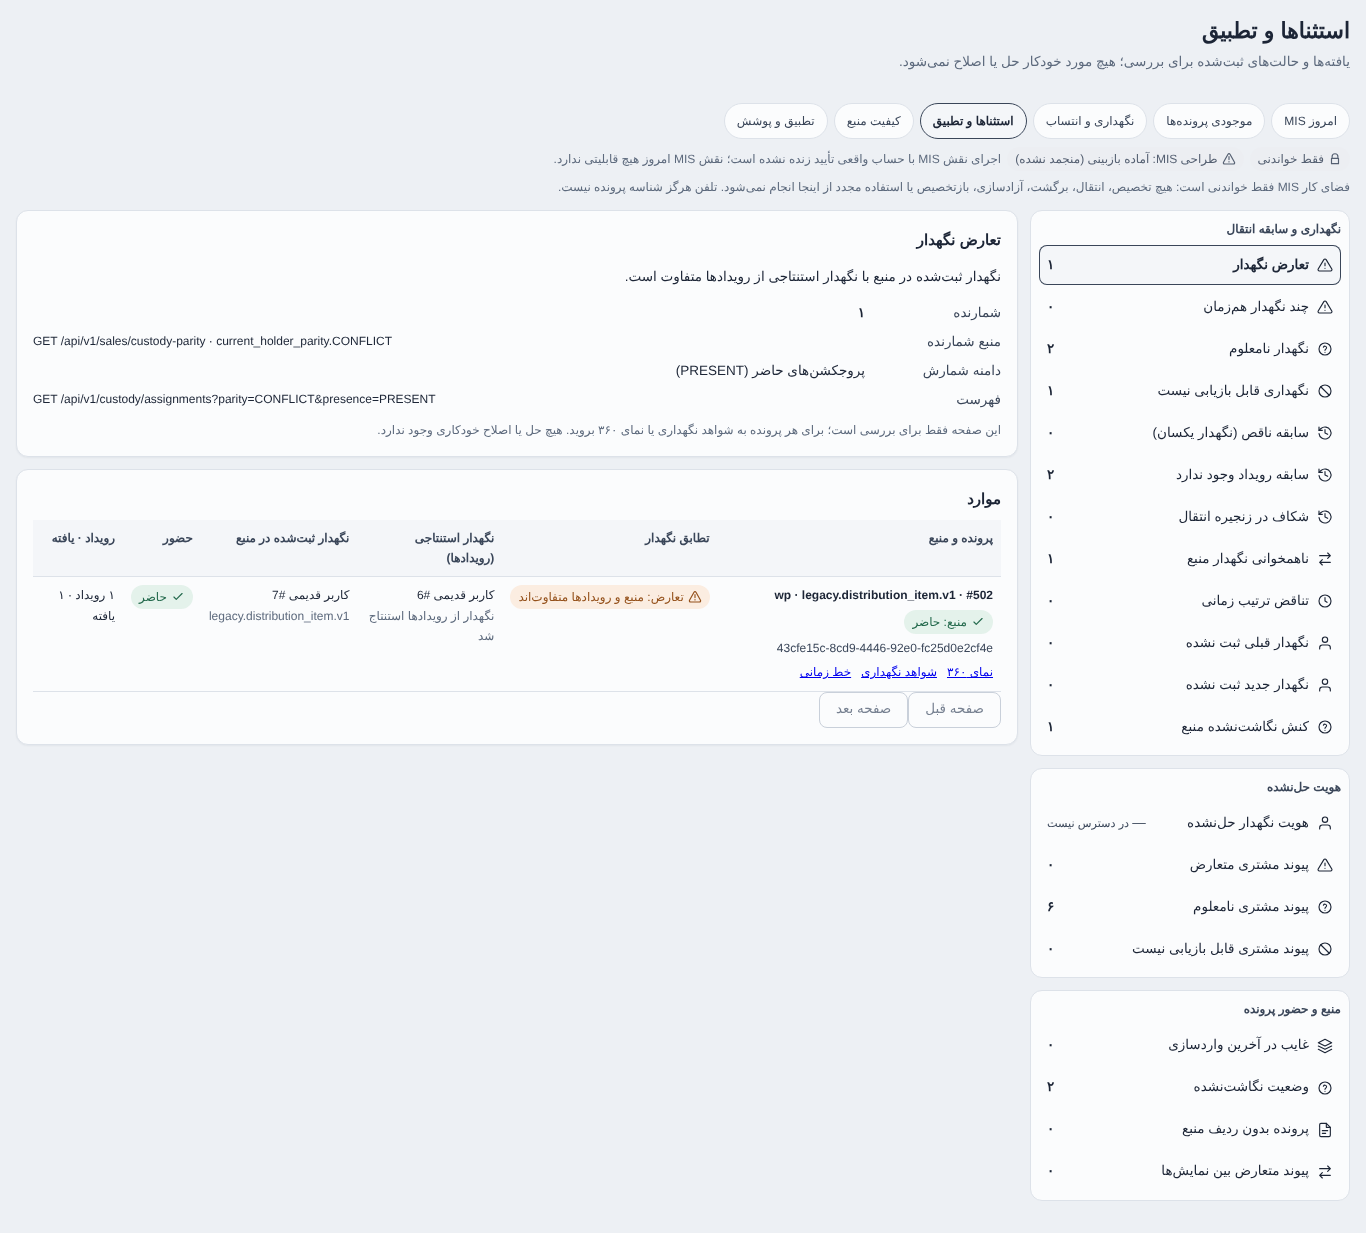 استثناها و تطبیق
یافته‌ها و حالت‌های ثبت‌شده برای بررسی؛ هیچ مورد خودکار حل یا اصلاح نمی‌شود.
امروز MIS
موجودی پرونده‌ها
نگهداری و انتساب
استثناها و تطبیق
کیفیت منبع
تطبیق و پوشش
فقط خواندنی
طراحی MIS: آماده بازبینی (منجمد نشده)
اجرای نقش MIS با حساب واقعی تأیید زنده نشده است؛ نقش MIS امروز هیچ قابلیتی ندارد.
فضای کار MIS فقط خواندنی است: هیچ تخصیص، انتقال، برگشت، آزادسازی، بازتخصیص یا استفاده مجدد از اینجا انجام نمی‌شود. تلفن هرگز شناسه پرونده نیست.
نگهداری و سابقه انتقال
تعارض نگهدار ۱
چند نگهدار هم‌زمان ۰
نگهدار نامعلوم ۲
نگهداری قابل بازیابی نیست ۱
سابقه ناقص (نگهدار یکسان) ۰
سابقه رویداد وجود ندارد ۲
شکاف در زنجیره انتقال ۰
ناهمخوانی نگهدار منبع ۱
تناقض ترتیب زمانی ۰
نگهدار قبلی ثبت نشده ۰
نگهدار جدید ثبت نشده ۰
کنش نگاشت‌نشده منبع ۱
هویت حل‌نشده
هویت نگهدار حل‌نشده — در دسترس نیست
پیوند مشتری متعارض ۰
پیوند مشتری نامعلوم ۶
پیوند مشتری قابل بازیابی نیست ۰
منبع و حضور پرونده
غایب در آخرین واردسازی ۰
وضعیت نگاشت‌نشده ۲
پرونده بدون ردیف منبع ۰
پیوند متعارض بین نمایش‌ها ۰
تعارض نگهدار
نگهدار ثبت‌شده در منبع با نگهدار استنتاجی از رویدادها متفاوت است.
شمارنده ۱
منبع شمارنده GET /api/v1/sales/custody-parity · current_holder_parity.CONFLICT
دامنه شمارش پروجکشن‌های حاضر (PRESENT)
فهرست GET /api/v1/custody/assignments?parity=CONFLICT&presence=PRESENT
این صفحه فقط برای بررسی است؛ برای هر پرونده به شواهد نگهداری یا نمای ۳۶۰ بروید. هیچ حل یا اصلاح خودکاری وجود ندارد.
موارد
پرونده و منبع
تطابق نگهدار
نگهدار استنتاجی
(رویدادها)
نگهدار ثبت‌شده در منبع
حضور
رویداد · یافته
wp · legacy.distribution_item.v1 · #502
منبع: حاضر
43cfe15c-8cd9-4446-92e0-fc25d0e2cf4e
نمای ۳۶۰ شواهد نگهداری خط زمانی
تعارض: منبع و رویدادها متفاوت‌اند
کاربر قدیمی #6
نگهدار از رویدادها استنتاج
شد
کاربر قدیمی #7
legacy.distribution_item.v1
حاضر
۱ رویداد · ۱
یافته
صفحه قبل
صفحه بعد